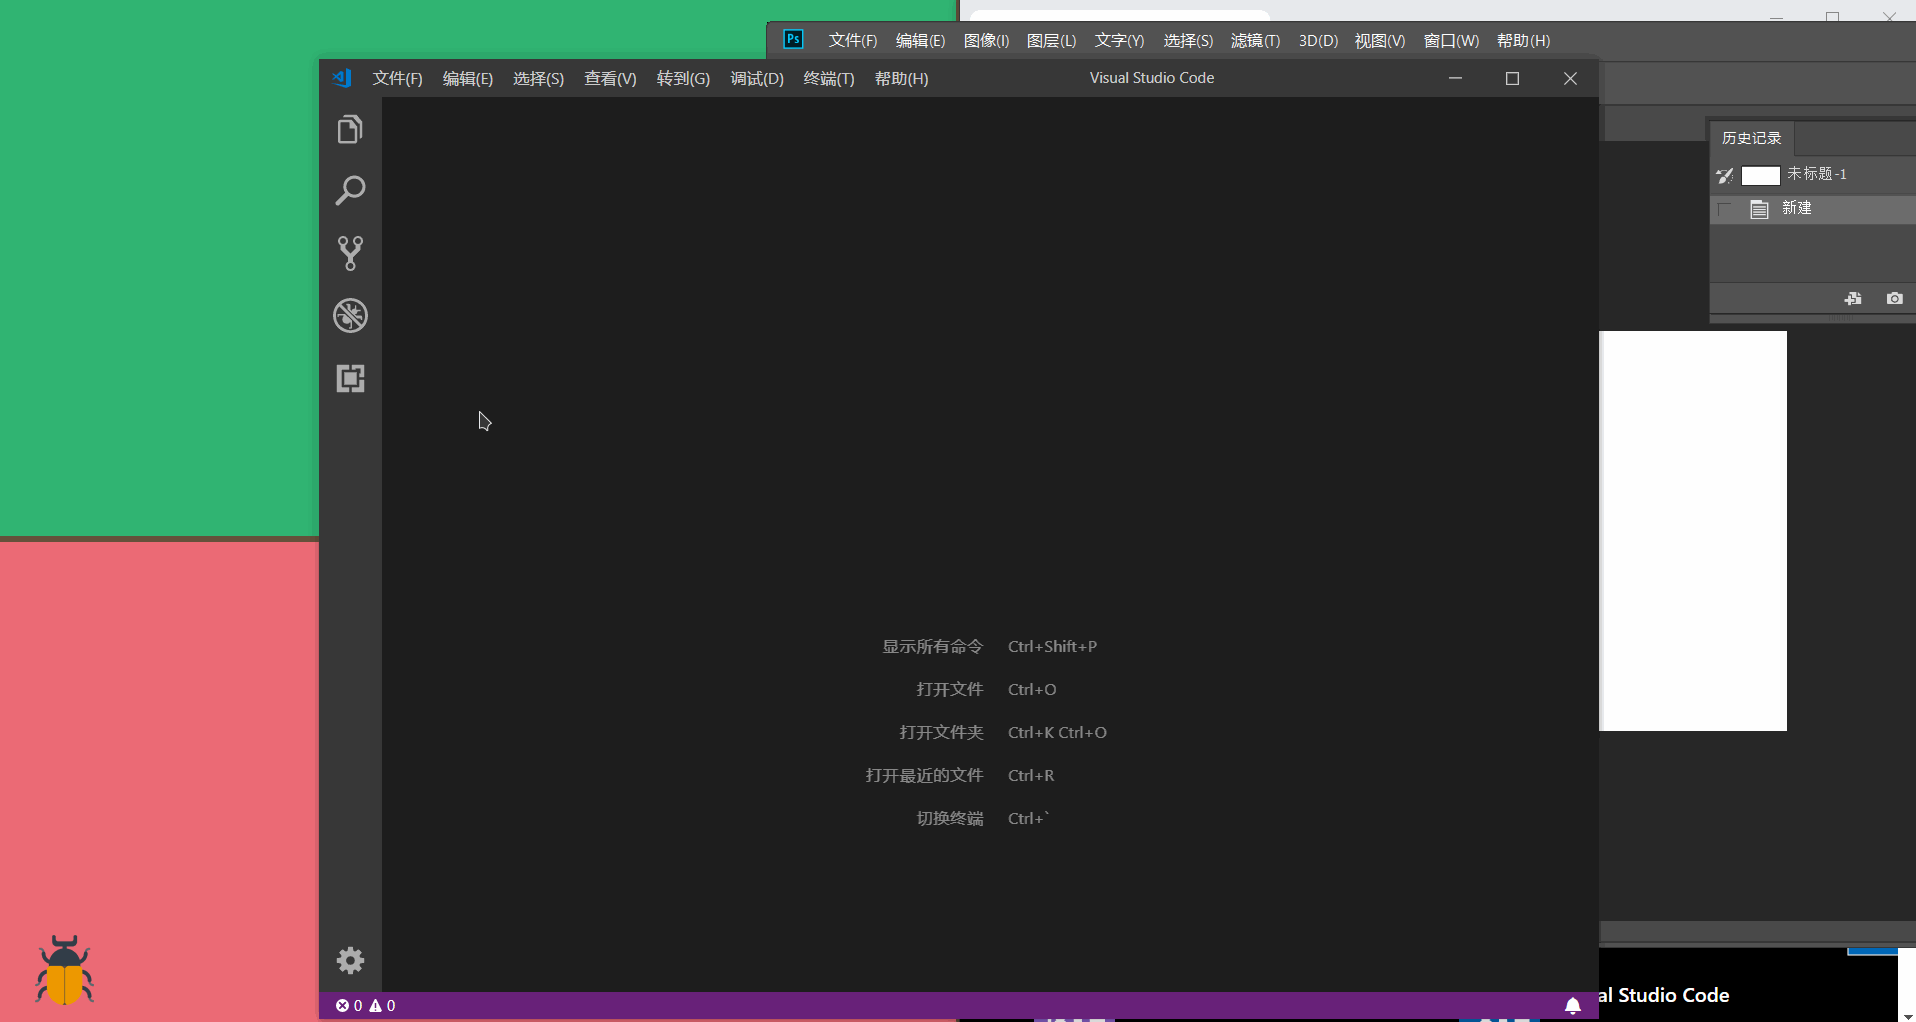 Ps 文件(F) 编辑(E) 图像(I) 图层(L) 文字(Y) 选择(S) 滤镜(T) 3D(D) 视图(V) 窗口(W) 帮助(H)
文件(F) 编辑(E) 选择(S) 查看(V) 转到(G) 调试(D) 终端(T) 帮助(H) Visual Studio Code
历史记录
未标题-1
新建
显示所有命令 Ctrl+Shift+P
打开文件 Ctrl+O
打开文件夹 Ctrl+K Ctrl+O
打开最近的文件 Ctrl+R
切换终端 Ctrl+`
al Studio Code
0 0